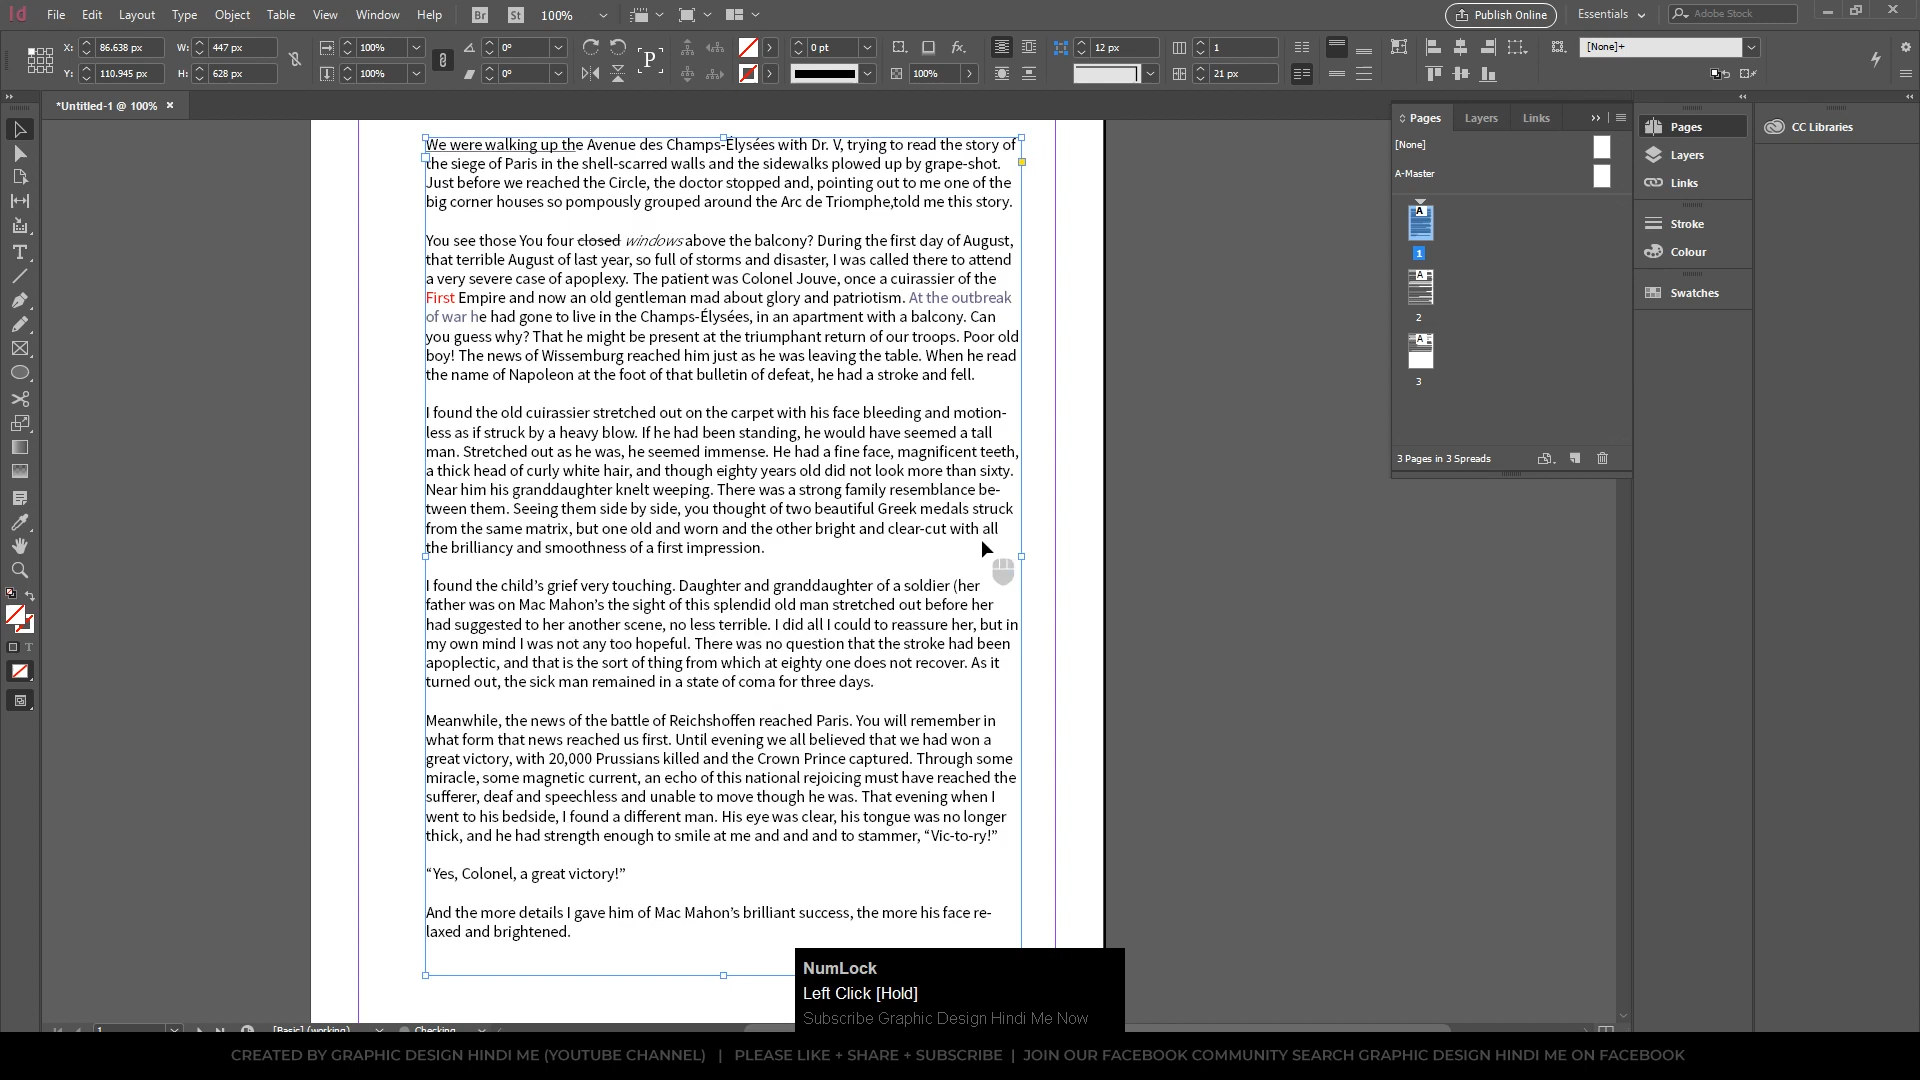 Id File Edit Layout Type Object Table View Window Help Br St 100% Publish Online Essentials Adobe Stock
X: 86.638 px W: 447 px 100% 0° 0 pt fx. 12 px 1 [None]+
Y: 110.945 px H: 628 px 100% 0° P 100% 21 px
*Untitled-1 @ 100% ×
Pages Layers Links
[None]
A-Master
A
1
A
2
A
3
3 Pages in 3 Spreads
Pages
Layers
Links
Stroke
Colour
Swatches
CC Libraries
We were walking up the Avenue des Champs-Élysées with Dr. V, trying to read the story of
the siege of Paris in the shell-scarred walls and the sidewalks plowed up by grape-shot.
Just before we reached the Circle, the doctor stopped and, pointing out to me one of the
big corner houses so pompously grouped around the Arc de Triomphe,told me this story.
You see those You four closed windows above the balcony? During the first day of August,
that terrible August of last year, so full of storms and disaster, I was called there to attend
a very severe case of apoplexy. The patient was Colonel Jouve, once a cuirassier of the
First Empire and now an old gentleman mad about glory and patriotism. At the outbreak
of war he had gone to live in the Champs-Élysées, in an apartment with a balcony. Can
you guess why? That he might be present at the triumphant return of our troops. Poor old
boy! The news of Wissemburg reached him just as he was leaving the table. When he read
the name of Napoleon at the foot of that bulletin of defeat, he had a stroke and fell.
I found the old cuirassier stretched out on the carpet with his face bleeding and motion-
less as if struck by a heavy blow. If he had been standing, he would have seemed a tall
man. Stretched out as he was, he seemed immense. He had a fine face, magnificent teeth,
a thick head of curly white hair, and though eighty years old did not look more than sixty.
Near him his granddaughter knelt weeping. There was a strong family resemblance be-
tween them. Seeing them side by side, you thought of two beautiful Greek medals struck
from the same matrix, but one old and worn and the other bright and clear-cut with all
the brilliancy and smoothness of a first impression.
I found the child's grief very touching. Daughter and granddaughter of a soldier (her
father was on Mac Mahon's the sight of this splendid old man stretched out before her
had suggested to her another scene, no less terrible. I did all I could to reassure her, but in
my own mind I was not any too hopeful. There was no question that the stroke had been
apoplectic, and that is the sort of thing from which at eighty one does not recover. As it
turned out, the sick man remained in a state of coma for three days.
Meanwhile, the news of the battle of Reichshoffen reached Paris. You will remember in
what form that news reached us first. Until evening we all believed that we had won a
great victory, with 20,000 Prussians killed and the Crown Prince captured. Through some
miracle, some magnetic current, an echo of this national rejoicing must have reached the
sufferer, deaf and speechless and unable to move though he was. That evening when I
went to his bedside, I found a different man. His eye was clear, his tongue was no longer
thick, and he had strength enough to smile at me and and and to stammer, “Vic-to-ry!”
“Yes, Colonel, a great victory!”
And the more details I gave him of Mac Mahon's brilliant success, the more his face re-
laxed and brightened.
NumLock
Left Click [Hold]
Subscribe Graphic Design Hindi Me Now
1 [Basic] (working) Checking
CREATED BY GRAPHIC DESIGN HINDI ME (YOUTUBE CHANNEL) | PLEASE LIKE + SHARE + SUBSCRIBE | JOIN OUR FACEBOOK COMMUNITY SEARCH GRAPHIC DESIGN HINDI ME ON FACEBOOK